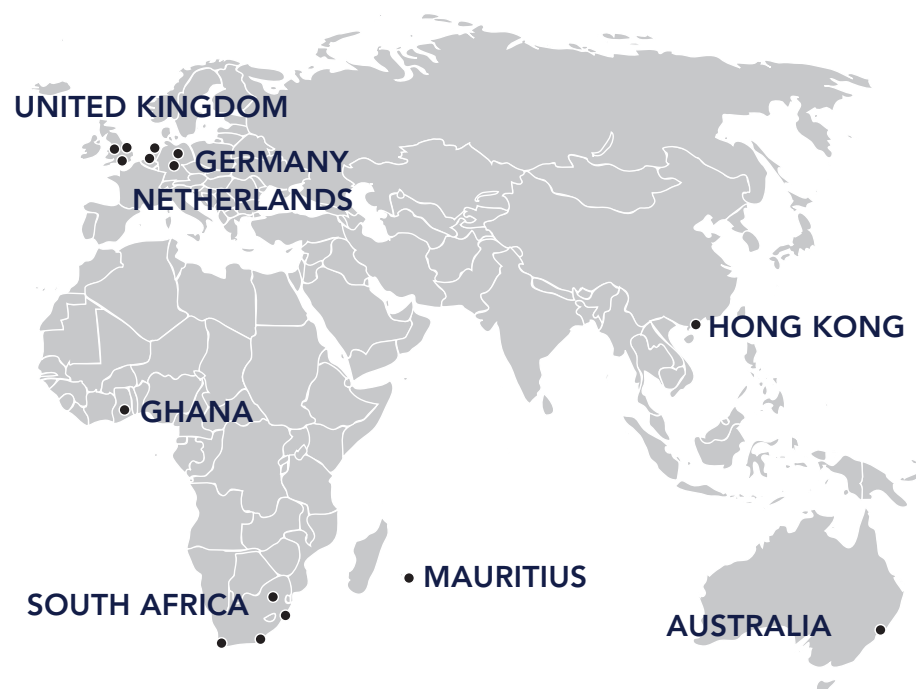 UNITED KINGDOM
GERMANY
NETHERLANDS
HONG KONG
GHANA
MAURITIUS
SOUTH AFRICA
AUSTRALIA